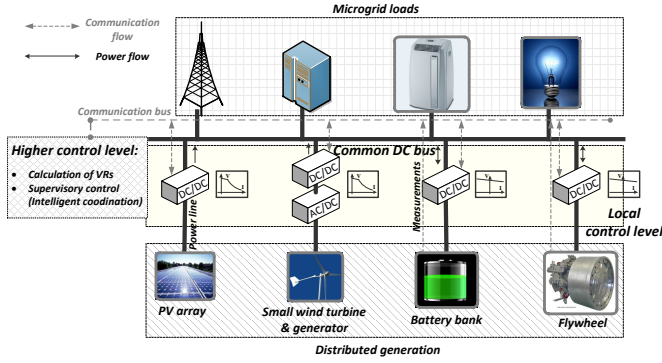 Microgrid loads
Communication
flow
Power flow
Communication bus
Higher control level:
• Calculation of VRs
• Supervisory control
(Intelligent coodination)
Common DC bus
DC/DC
V
I
Power line
DC/DC
AC/DC
V
I
Measurements
DC/DC
V
I
DC/DC
V
I
Local
control level
PV array
Small wind turbine
& generator
Battery bank
Flywheel
Distributed generation